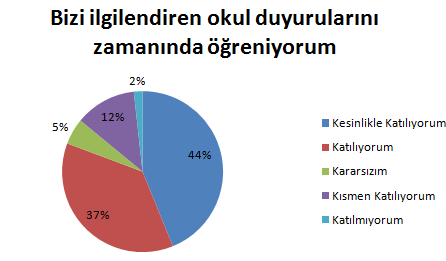 Bizi ilgilendiren okul duyurularını
zamanında öğreniyorum
2%
12%
5%
44%
37%
Kesinlikle Katılıyorum
Katılıyorum
Kararsızım
Kısmen Katılıyorum
Katılmıyorum